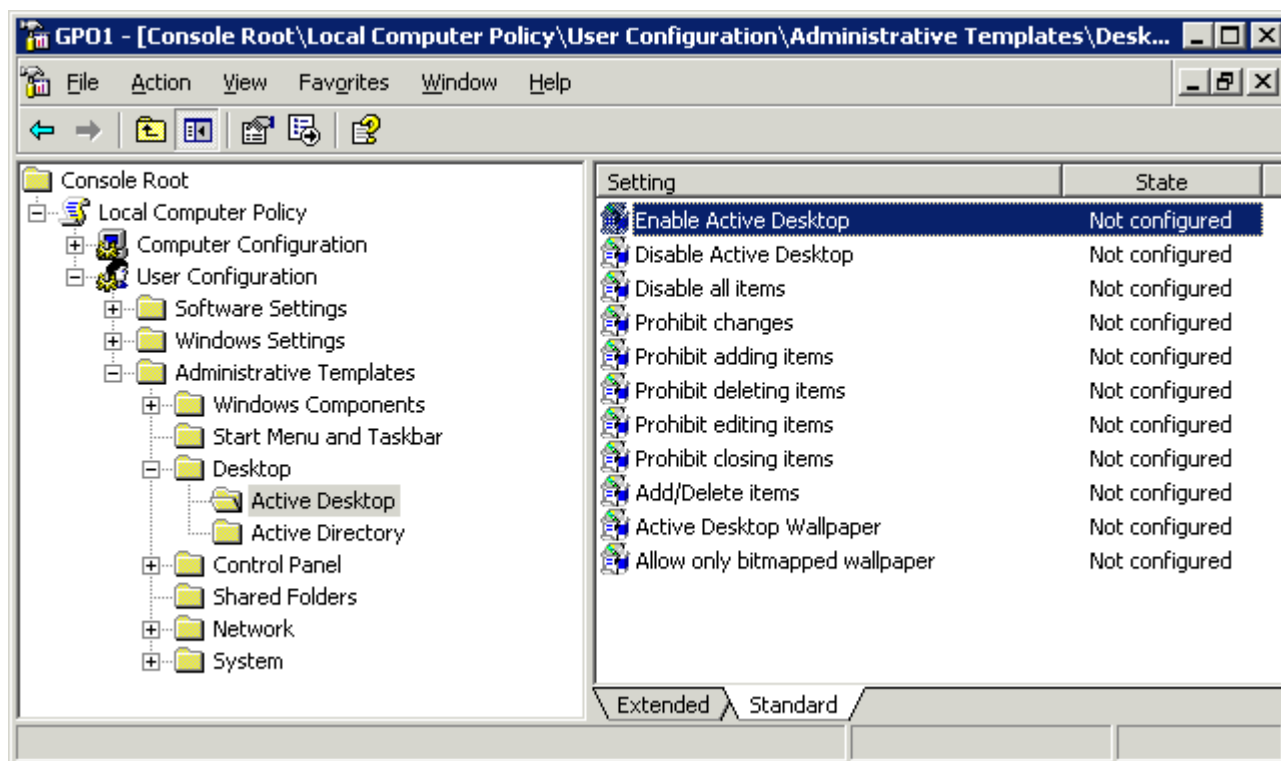 GPO1 - [Console Root\Local Computer Policy\User Configuration\Administrative Templates\Desk...
File Action View Favorites Window Help
Console Root
Local Computer Policy
Computer Configuration
User Configuration
Software Settings
Windows Settings
Administrative Templates
Windows Components
Start Menu and Taskbar
Desktop
Active Desktop
Active Directory
Control Panel
Shared Folders
Network
System
Setting State
Enable Active Desktop Not configured
Disable Active Desktop Not configured
Disable all items Not configured
Prohibit changes Not configured
Prohibit adding items Not configured
Prohibit deleting items Not configured
Prohibit editing items Not configured
Prohibit closing items Not configured
Add/Delete items Not configured
Active Desktop Wallpaper Not configured
Allow only bitmapped wallpaper Not configured
Extended Standard